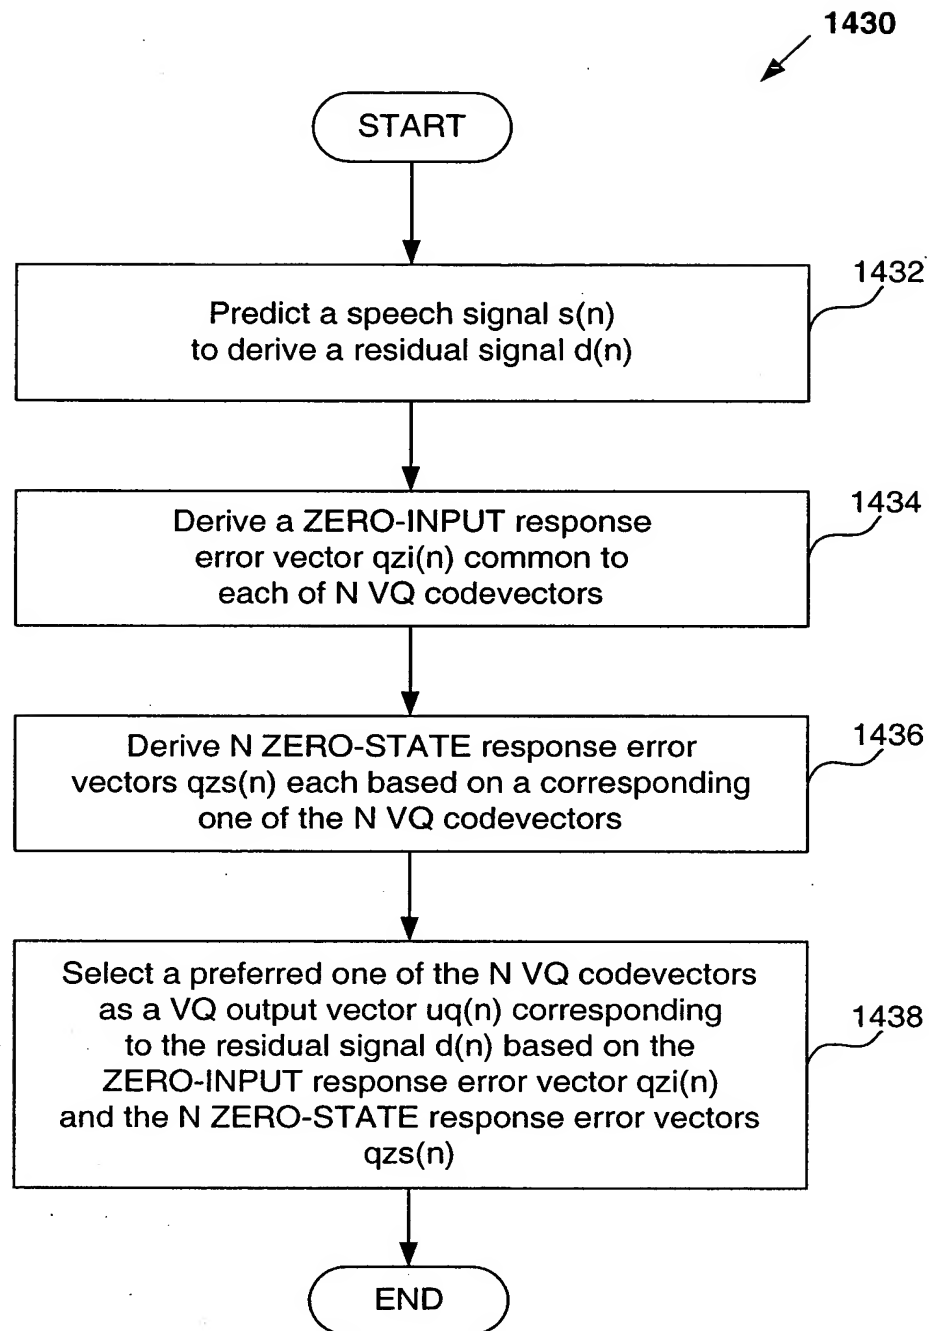 1430
START
1432
Predict a speech signal s(n)
to derive a residual signal d(n)
1434
Derive a ZERO-INPUT response
error vector qzi(n) common to
each of N VQ codevectors
1436
Derive N ZERO-STATE response error
vectors qzs(n) each based on a corresponding
one of the N VQ codevectors
1438
Select a preferred one of the N VQ codevectors
as a VQ output vector uq(n) corresponding
to the residual signal d(n) based on the
ZERO-INPUT response error vector qzi(n)
and the N ZERO-STATE response error vectors
qzs(n)
END